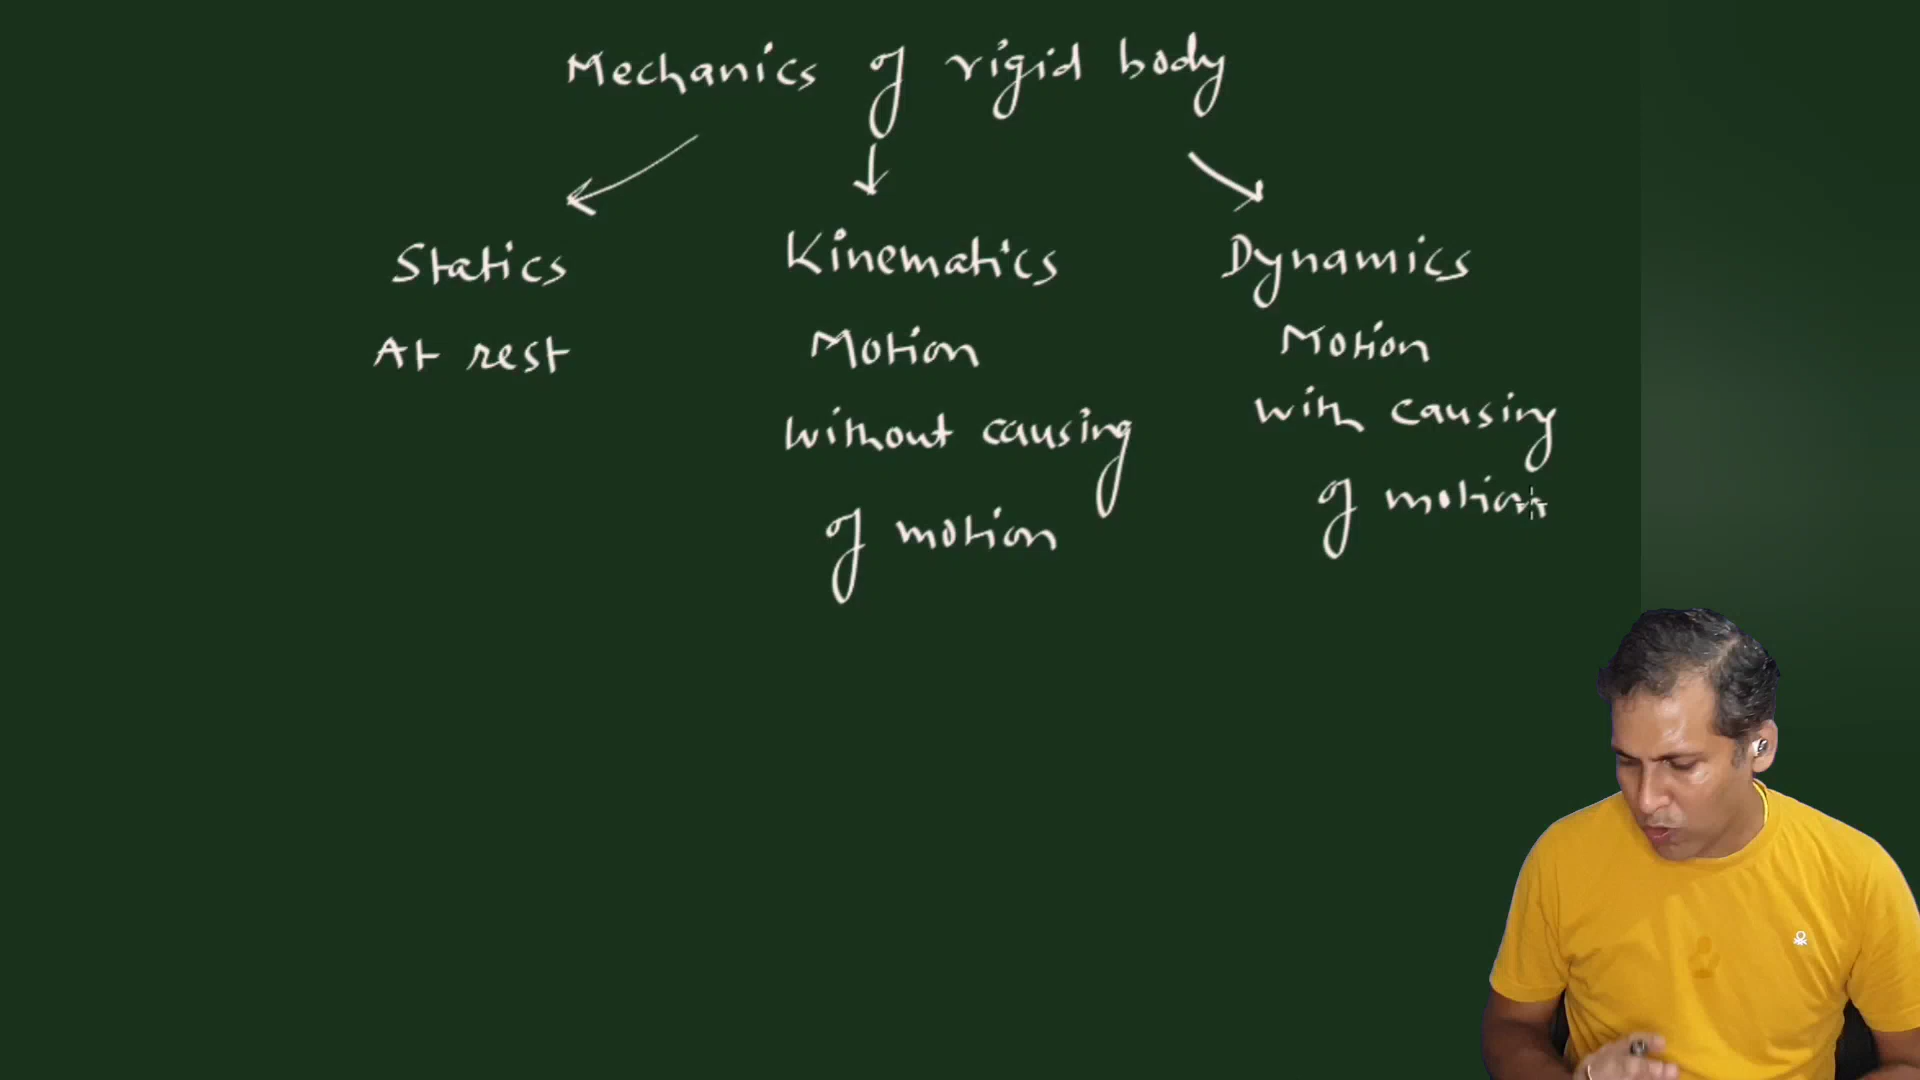 Mechanics of rigid body
Statics
At rest
Kinematics
Motion
without causing
of motion
Dynamics
Motion
with causing
of motion